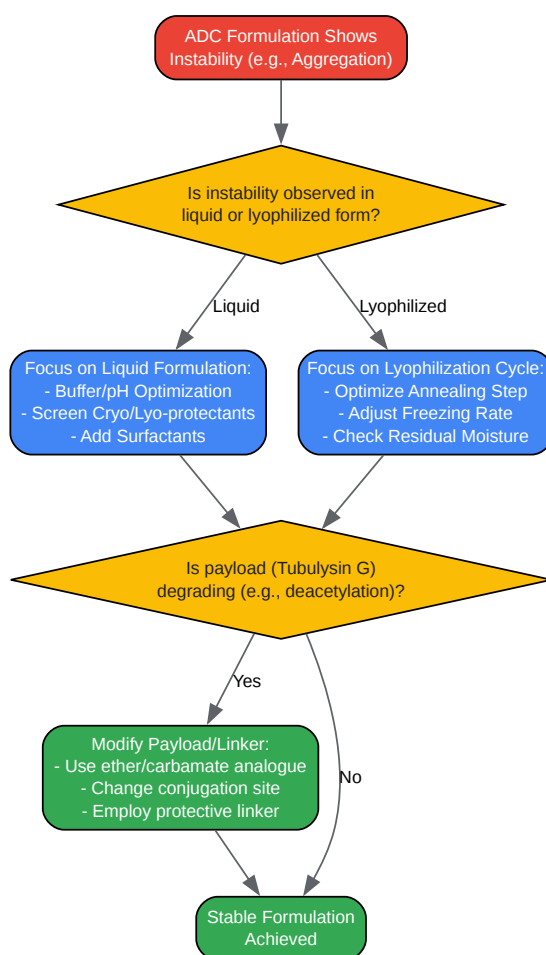 ADC Formulation Shows
Instability (e.g., Aggregation)
Is instability observed in
liquid or lyophilized form?
Liquid
Lyophilized
Focus on Liquid Formulation:
- Buffer/pH Optimization
- Screen Cryo/Lyo-protectants
- Add Surfactants
Focus on Lyophilization Cycle:
- Optimize Annealing Step
- Adjust Freezing Rate
- Check Residual Moisture
Is payload (Tubulysin G)
degrading (e.g., deacetylation)?
Yes
No
Modify Payload/Linker:
- Use ether/carbamate analogue
- Change conjugation site
- Employ protective linker
Stable Formulation
Achieved